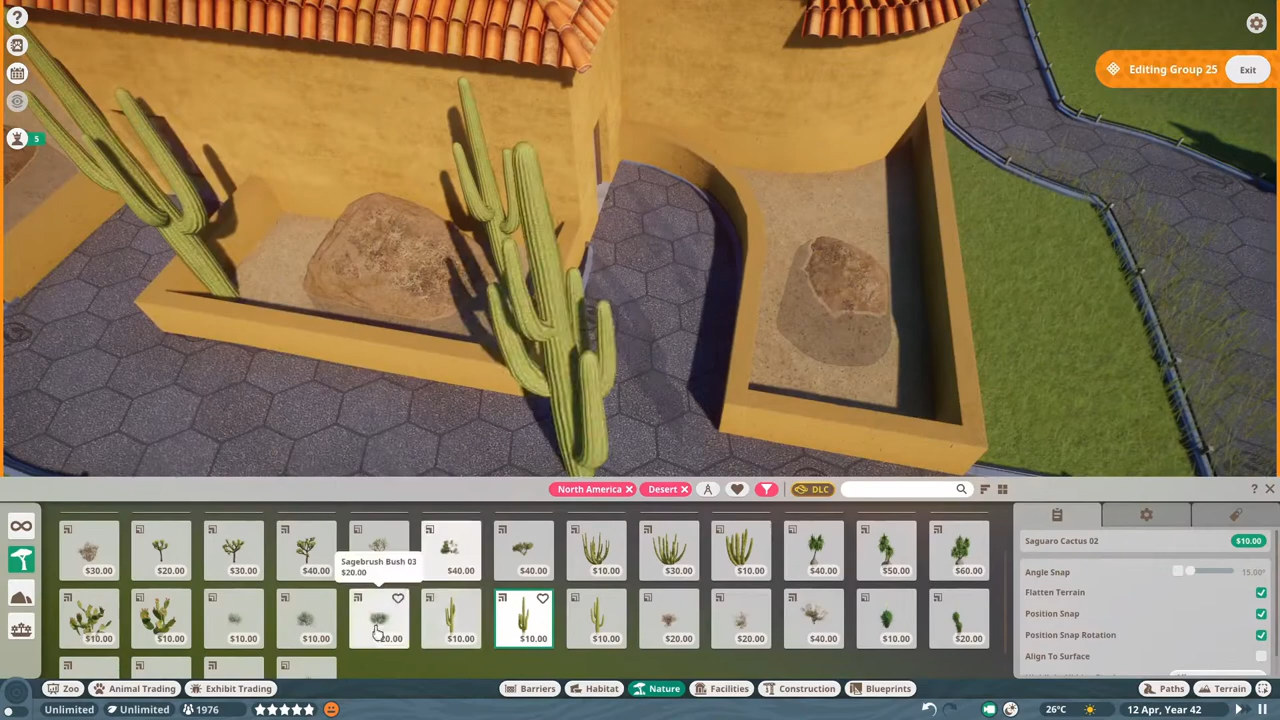 ?
Editing Group 25
Exit
5
North America ×
Desert ×
DLC
? ×
$30.00
$20.00
$30.00
$40.00
$40.00
$40.00
$10.00
$30.00
$10.00
$40.00
$50.00
$60.00
Sagebrush Bush 03
$20.00
$10.00
$10.00
$10.00
$10.00
$20.00
$10.00
$10.00
$10.00
$20.00
$20.00
$40.00
$10.00
$20.00
Saguaro Cactus 02
$10.00
Angle Snap
15.00°
Flatten Terrain
Position Snap
Position Snap Rotation
Align To Surface
Zoo
Animal Trading
Exhibit Trading
Barriers
Habitat
Nature
Facilities
Construction
Blueprints
Paths
Terrain
Unlimited
Unlimited
1976
26°C
12 Apr, Year 42